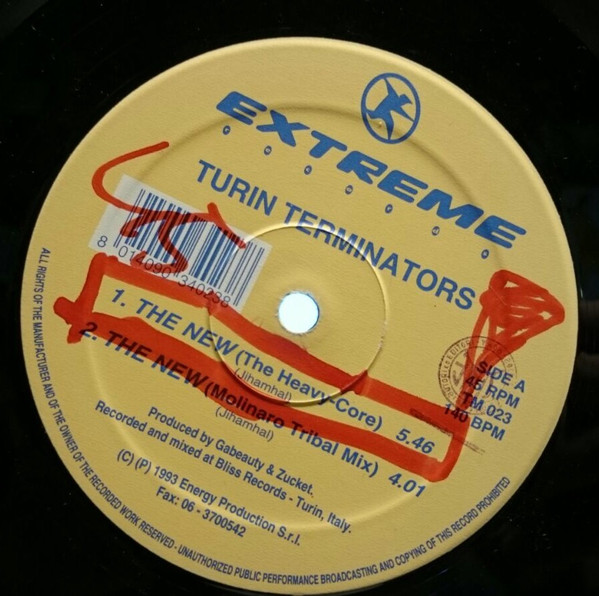 EXTREME
TURIN TERMINATORS
1. THE NEW (The Heavy-Core) 5.46
(Jihamhal)
2. THE NEW (Molinaro Tribal Mix) 4.01
(Jihamhal)
SIDE A
45 RPM
TM 023
140 BPM
Produced by Gabeauty & Zucket.
Recorded and mixed at Bliss Records - Turin, Italy.
(C) (P) 1993 Energy Production S.r.l.
Fax: 06 - 3700542
ALL RIGHTS OF THE MANUFACTURER AND OF THE OWNER OF THE RECORDED WORK RESERVED - UNAUTHORIZED PUBLIC PERFORMANCE BROADCASTING AND COPYING OF THIS RECORD PROHIBITED